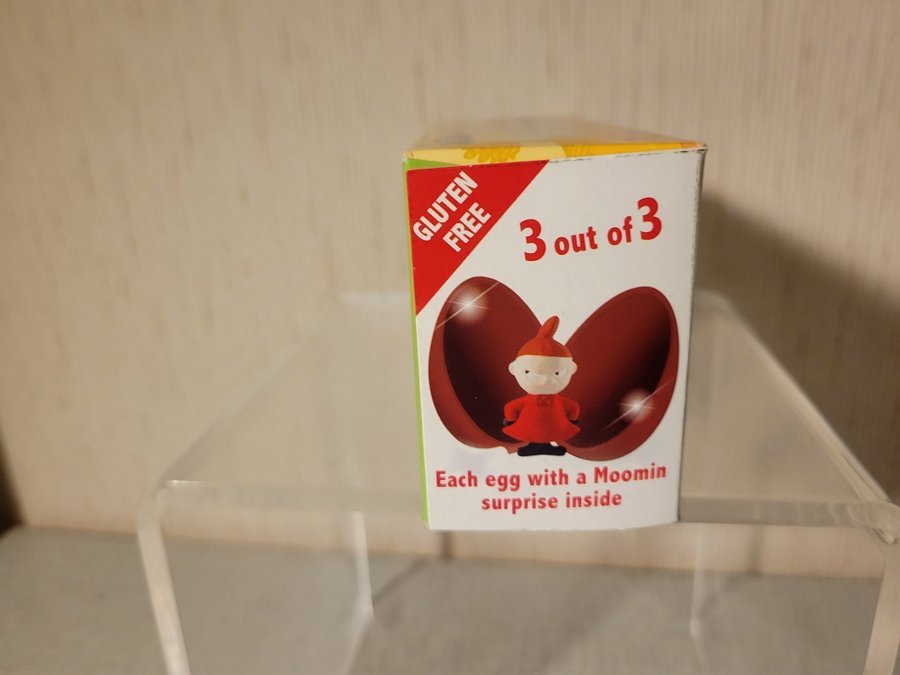 GLUTEN
FREE
3 out of 3
Each egg with a Moomin
surprise inside